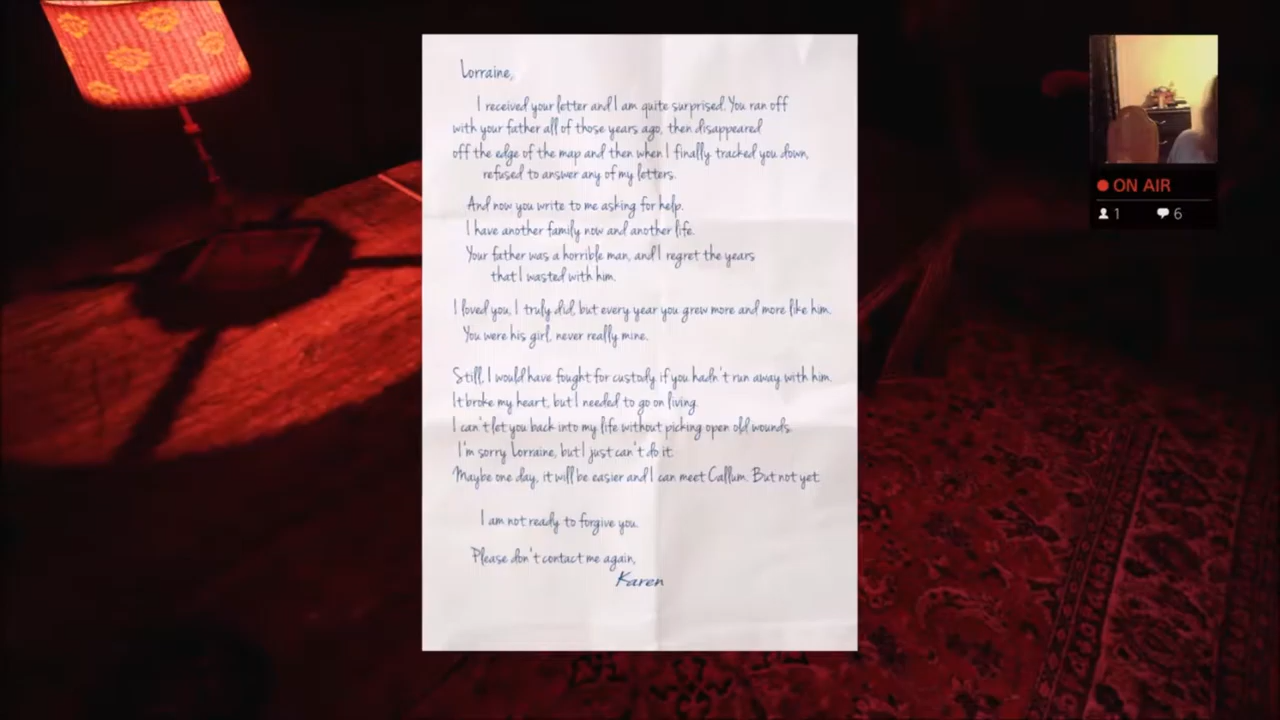 Lorraine,
I received your letter and I am quite surprised. You ran off
with your father all of those years ago, then disappeared
off the edge of the map and then when I finally tracked you down,
refused to answer any of my letters.
And now you write to me asking for help.
I have another family now and another life.
Your father was a horrible man, and I regret the years
that I wasted with him.
I loved you, I truly did, but every year you grew more and more like him.
You were his girl, never really mine.
Still, I would have fought for custody if you hadn't run away with him.
It broke my heart, but I needed to go on living.
I can't let you back into my life without picking open old wounds.
I'm sorry Lorraine, but I just can't do it.
Maybe one day, it will be easier and I can meet Callum. But not yet.
I am not ready to forgive you.
Please don't contact me again,
Karen
ON AIR
1 6